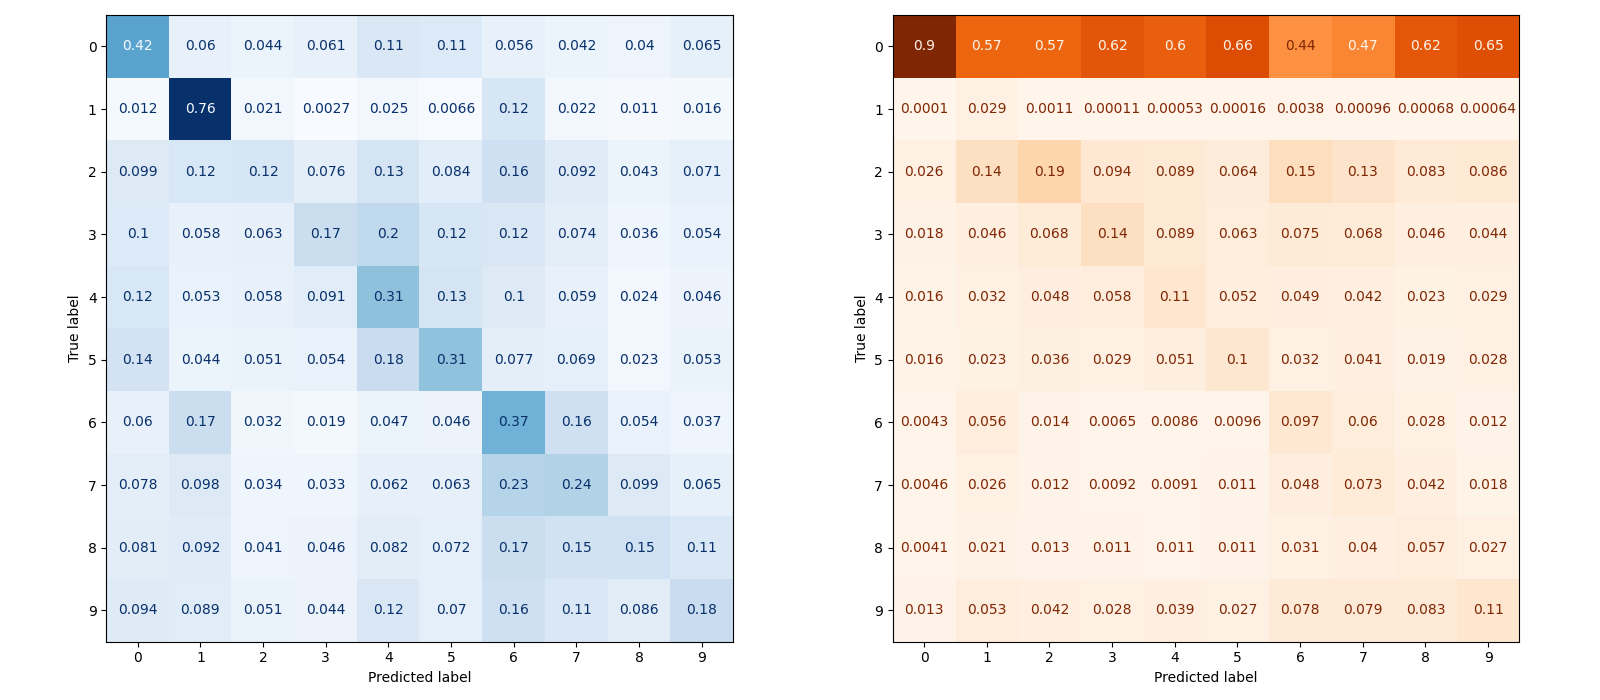 0 0.42 0.06 0.044 0.061 0.11 0.11 0.056 0.042 0.04 0.065
1 0.012 0.76 0.021 0.0027 0.025 0.0066 0.12 0.022 0.011 0.016
2 0.099 0.12 0.12 0.076 0.13 0.084 0.16 0.092 0.043 0.071
3 0.1 0.058 0.063 0.17 0.2 0.12 0.12 0.074 0.036 0.054
4 0.12 0.053 0.058 0.091 0.31 0.13 0.1 0.059 0.024 0.046
5 0.14 0.044 0.051 0.054 0.18 0.31 0.077 0.069 0.023 0.053
6 0.06 0.17 0.032 0.019 0.047 0.046 0.37 0.16 0.054 0.037
7 0.078 0.098 0.034 0.033 0.062 0.063 0.23 0.24 0.099 0.065
8 0.081 0.092 0.041 0.046 0.082 0.072 0.17 0.15 0.15 0.11
9 0.094 0.089 0.051 0.044 0.12 0.07 0.16 0.11 0.086 0.18
0 1 2 3 4 5 6 7 8 9
Predicted label
True label
0 0.9 0.57 0.57 0.62 0.6 0.66 0.44 0.47 0.62 0.65
1 0.0001 0.029 0.0011 0.00011 0.00053 0.00016 0.0038 0.00096 0.00068 0.00064
2 0.026 0.14 0.19 0.094 0.089 0.064 0.15 0.13 0.083 0.086
3 0.018 0.046 0.068 0.14 0.089 0.063 0.075 0.068 0.046 0.044
4 0.016 0.032 0.048 0.058 0.11 0.052 0.049 0.042 0.023 0.029
5 0.016 0.023 0.036 0.029 0.051 0.1 0.032 0.041 0.019 0.028
6 0.0043 0.056 0.014 0.0065 0.0086 0.0096 0.097 0.06 0.028 0.012
7 0.0046 0.026 0.012 0.0092 0.0091 0.011 0.048 0.073 0.042 0.018
8 0.0041 0.021 0.013 0.011 0.011 0.011 0.031 0.04 0.057 0.027
9 0.013 0.053 0.042 0.028 0.039 0.027 0.078 0.079 0.083 0.11
0 1 2 3 4 5 6 7 8 9
Predicted label
True label